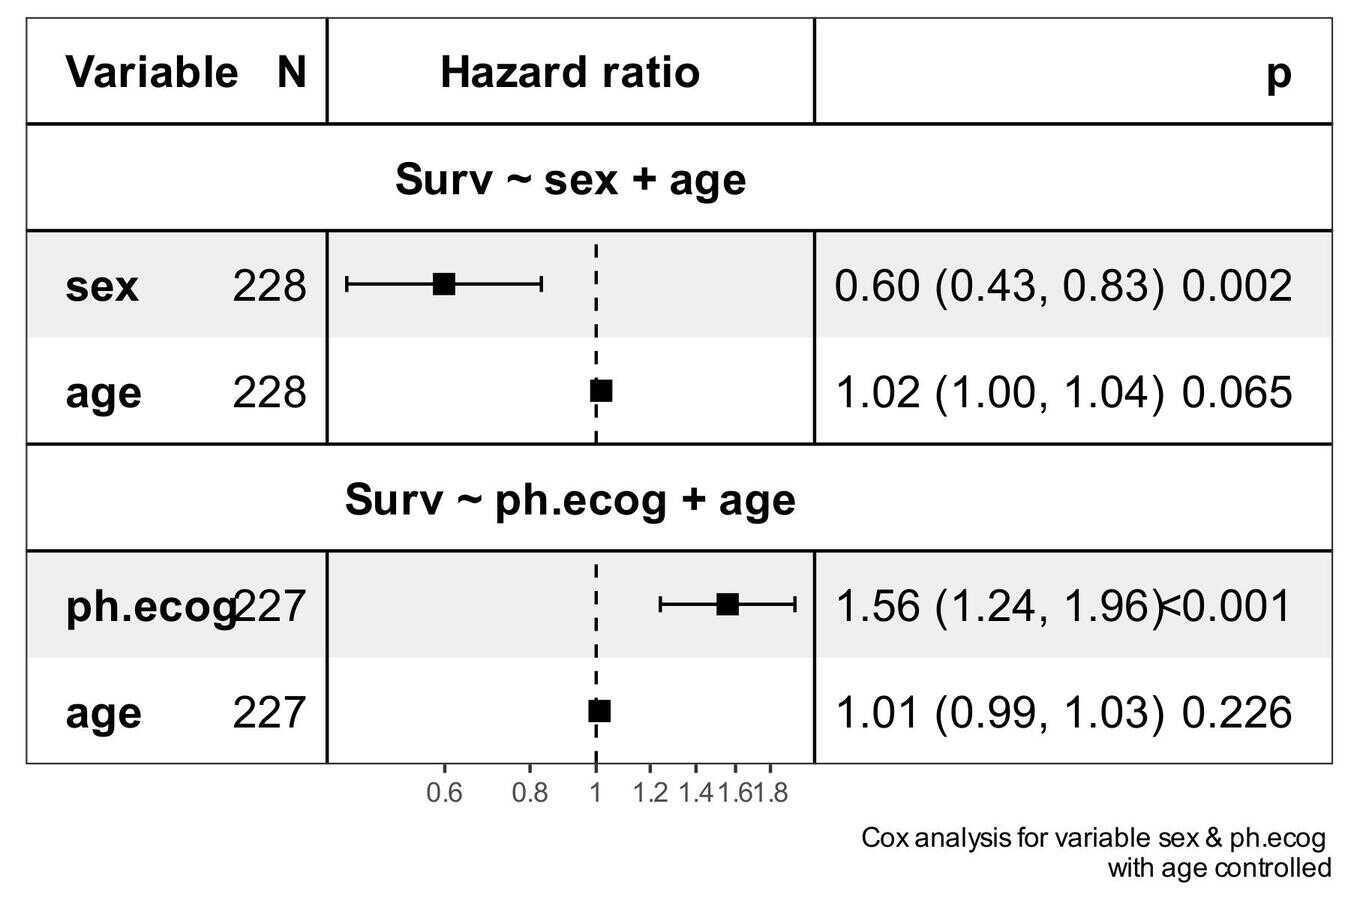 Variable N Hazard ratio p
Surv ~ sex + age
sex 228 0.60 (0.43, 0.83) 0.002
age 228 1.02 (1.00, 1.04) 0.065
Surv ~ ph.ecog + age
ph.ecog 227 1.56 (1.24, 1.96) <0.001
age 227 1.01 (0.99, 1.03) 0.226
0.6 0.8 1 1.2 1.4 1.6 1.8
Cox analysis for variable sex & ph.ecog
with age controlled